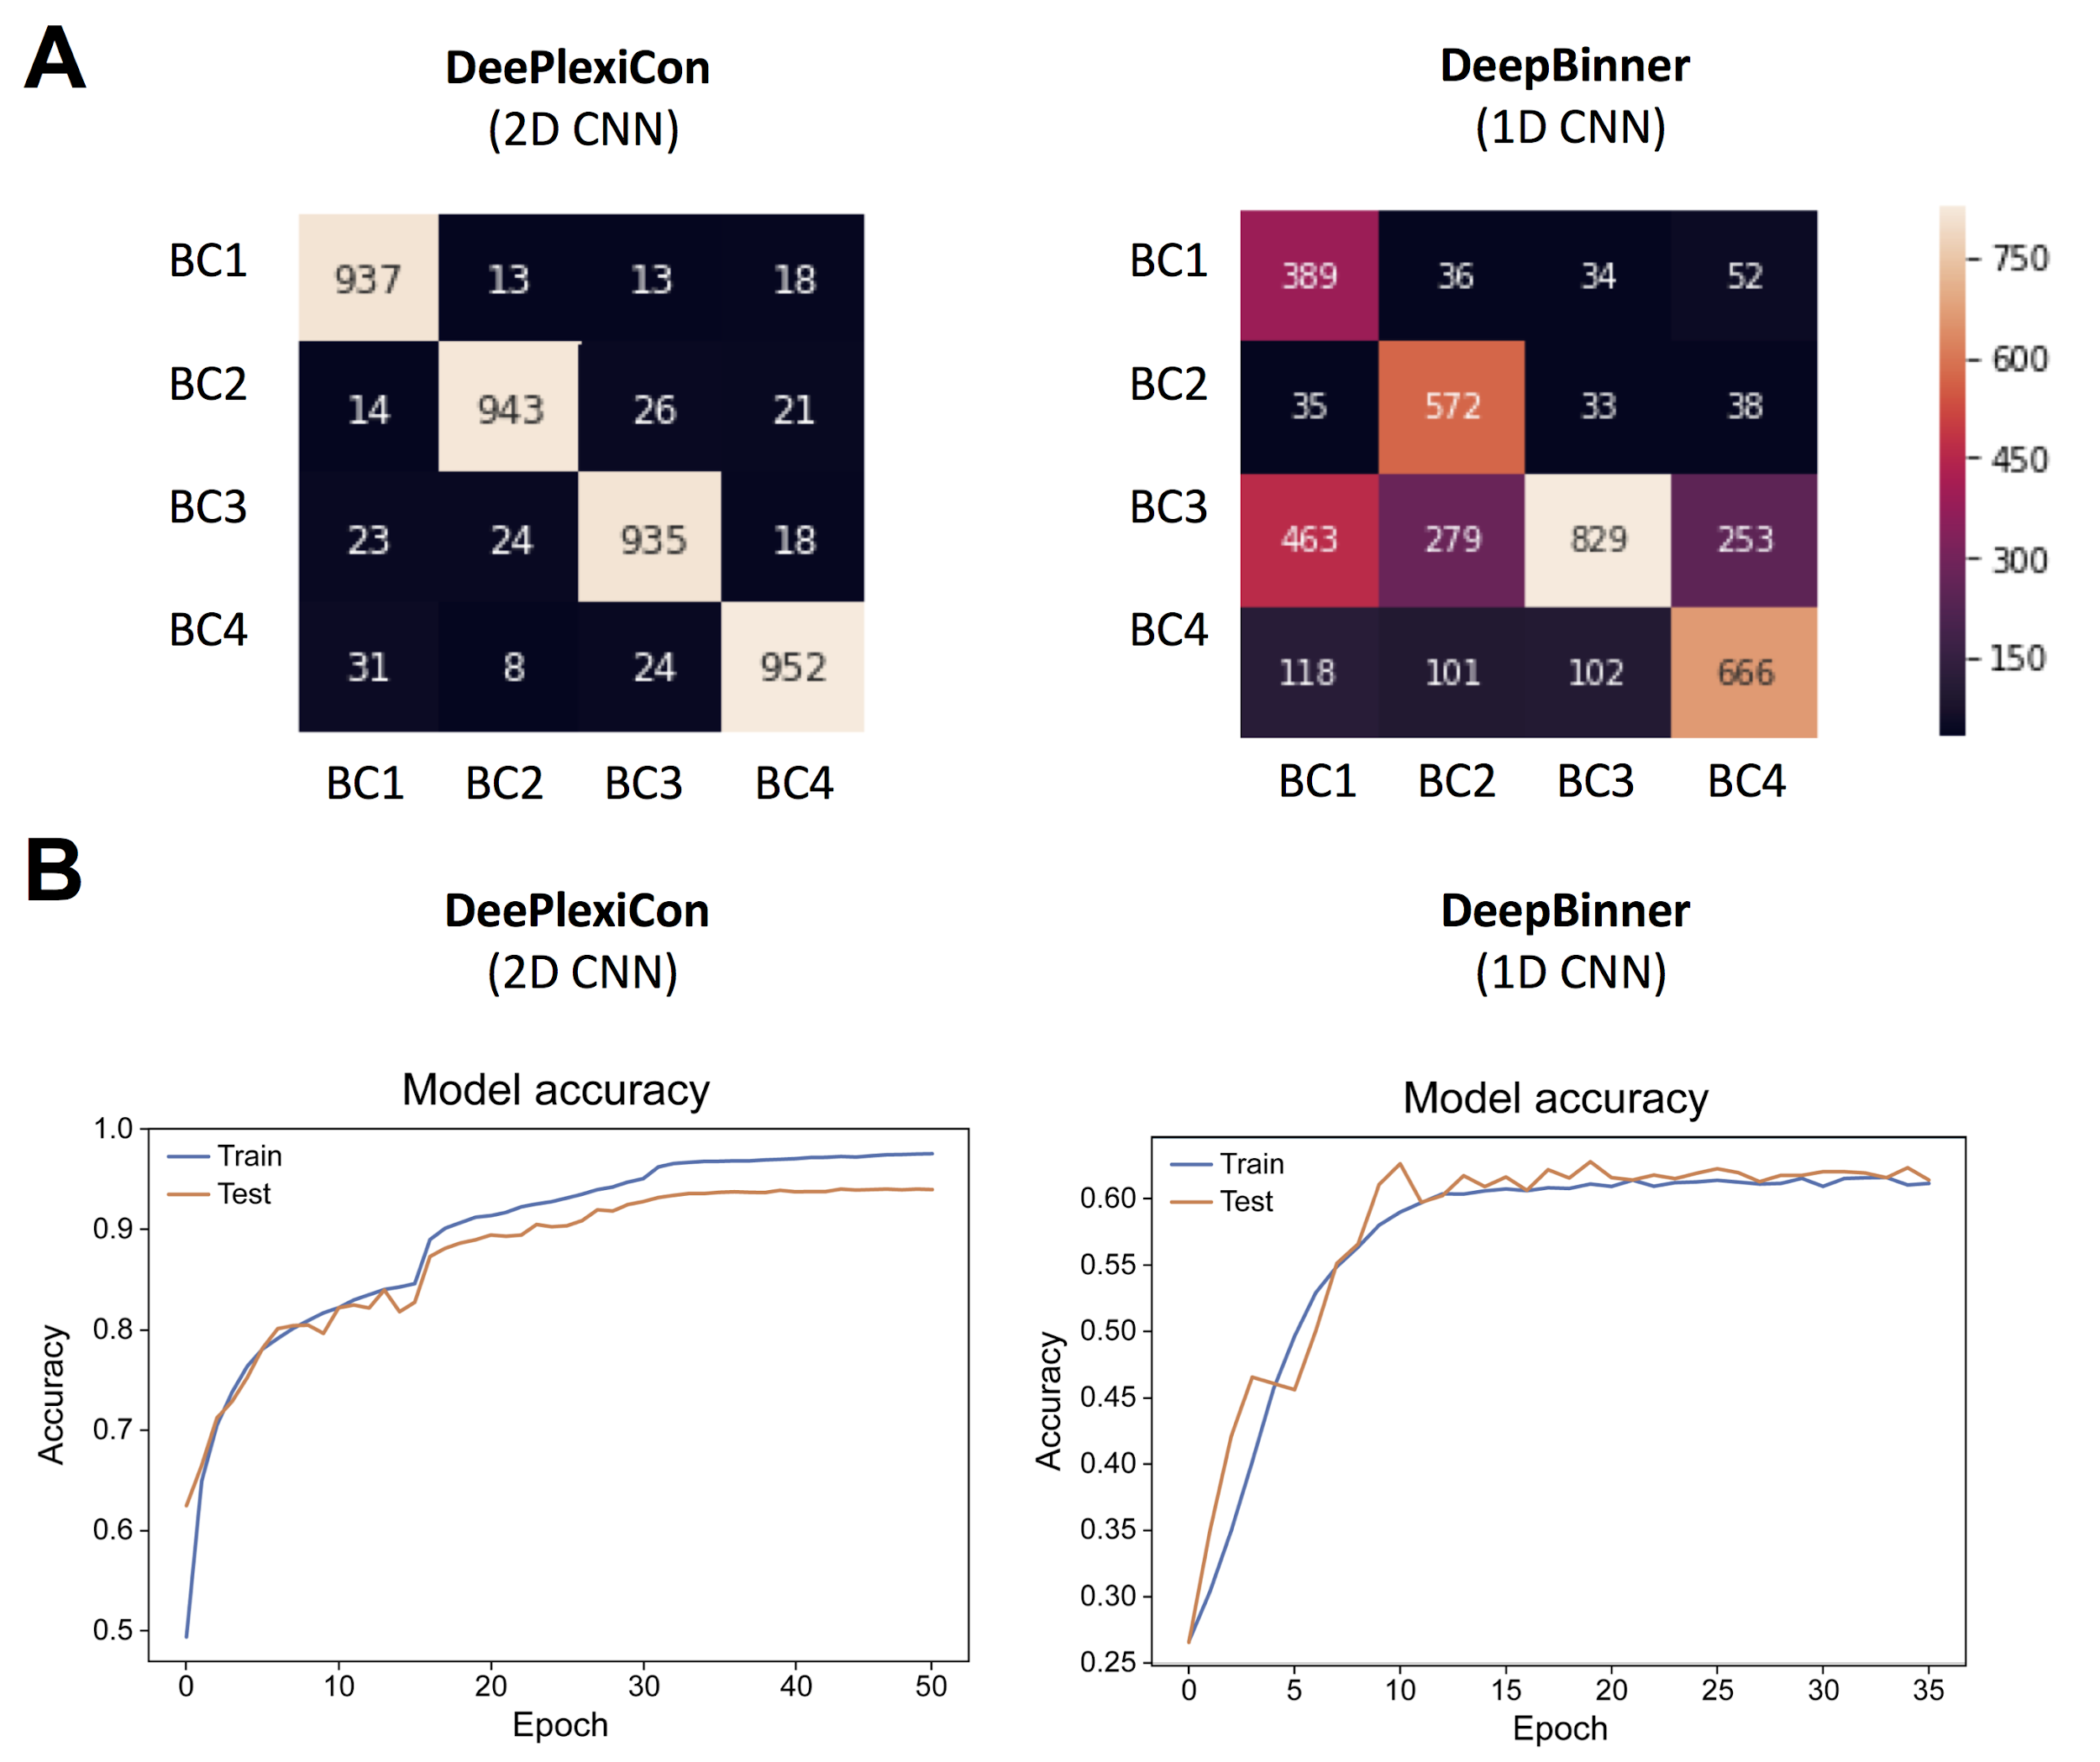 A
DeePlexiCon
(2D CNN)
BC1 937 13 13 18
BC2 14 943 26 21
BC3 23 24 935 18
BC4 31 8 24 952
BC1 BC2 BC3 BC4
DeepBinner
(1D CNN)
BC1 389 36 34 52
BC2 35 572 33 38
BC3 463 279 829 253
BC4 118 101 102 666
BC1 BC2 BC3 BC4
750
600
450
300
150
B
DeePlexiCon
(2D CNN)
Model accuracy
Train
Test
Accuracy
1.0
0.9
0.8
0.7
0.6
0.5
0 10 20 30 40 50
Epoch
DeepBinner
(1D CNN)
Model accuracy
Train
Test
Accuracy
0.60
0.55
0.50
0.45
0.40
0.35
0.30
0.25
0 5 10 15 20 25 30 35
Epoch